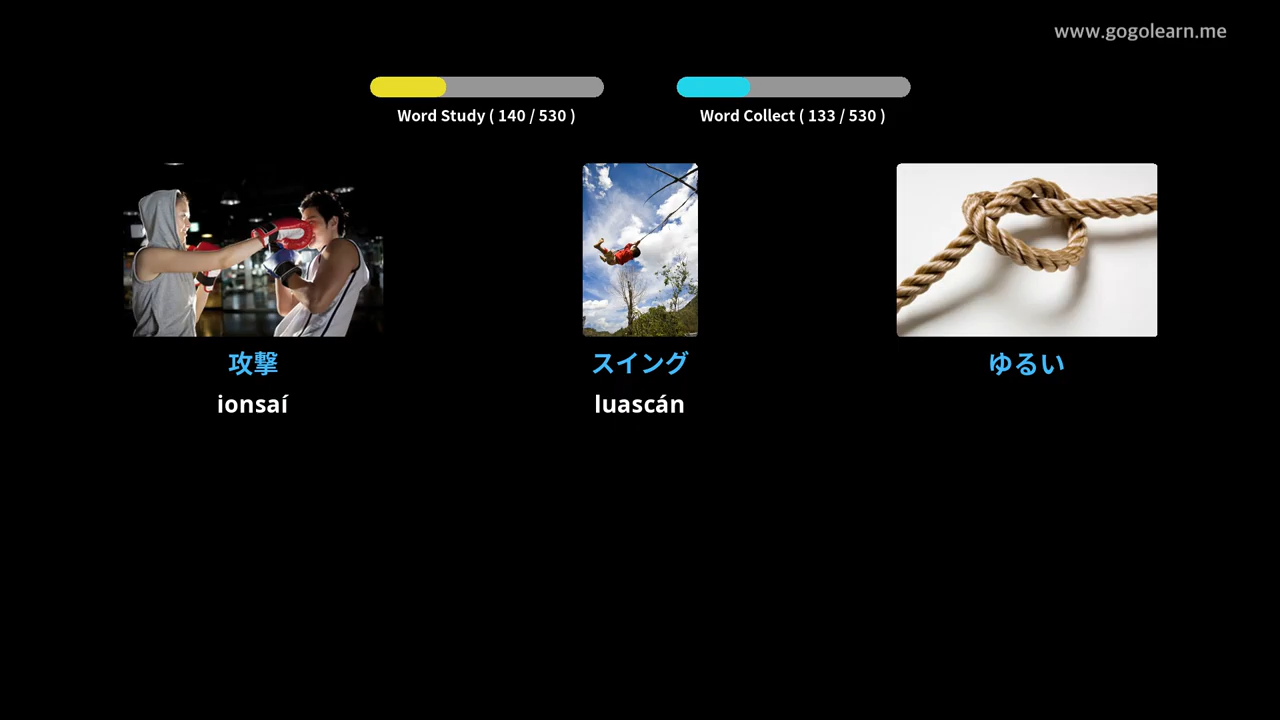 www.gogolearn.me
Word Study ( 140 / 530 )
Word Collect ( 133 / 530 )
攻撃
スイング
ゆるい
ionsaí
luascán